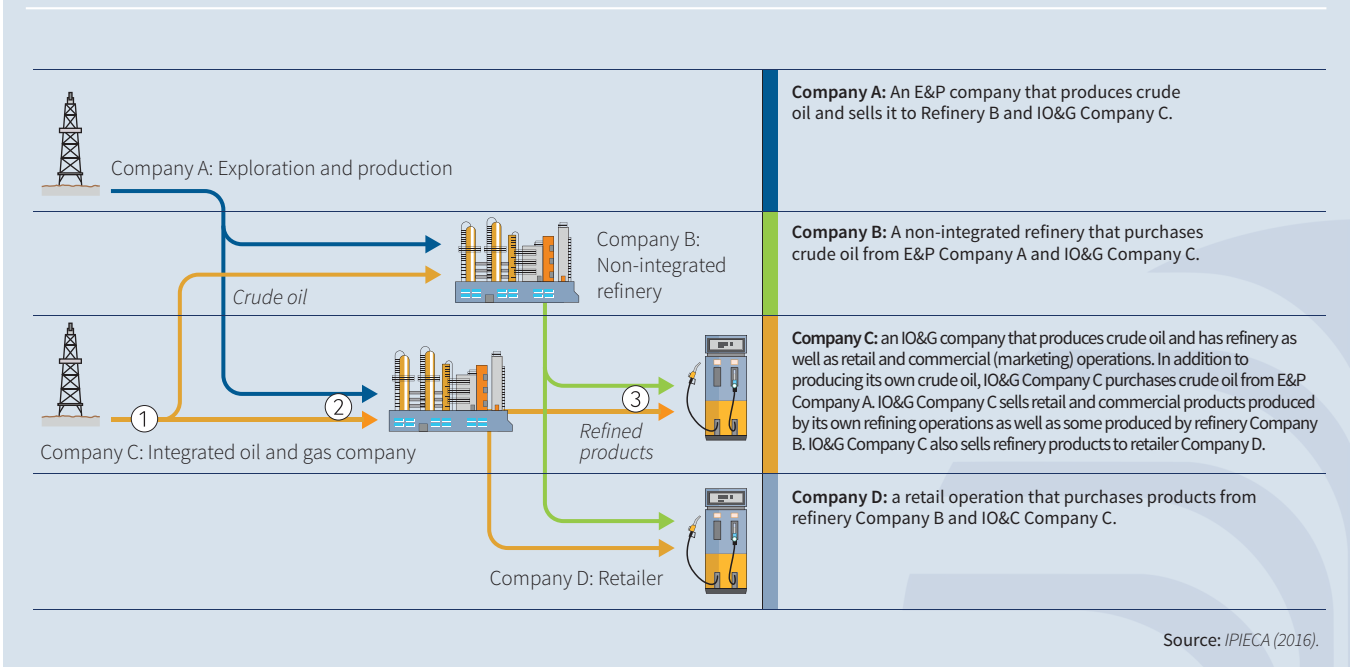 Company A: Exploration and production
Company A: An E&P company that produces crude
oil and sells it to Refinery B and IO&G Company C.
Company B:
Non-integrated
refinery
Crude oil
Company B: A non-integrated refinery that purchases
crude oil from E&P Company A and IO&G Company C.
1
2
3
Refined
products
Company C: Integrated oil and gas company
Company C: an IO&G company that produces crude oil and has refinery as
well as retail and commercial (marketing) operations. In addition to
producing its own crude oil, IO&G Company C purchases crude oil from E&P
Company A. IO&G Company C sells retail and commercial products produced
by its own refining operations as well as some produced by refinery Company
B. IO&G Company C also sells refinery products to retailer Company D.
Company D: Retailer
Company D: a retail operation that purchases products from
refinery Company B and IO&C Company C.
Source: IPIECA (2016).